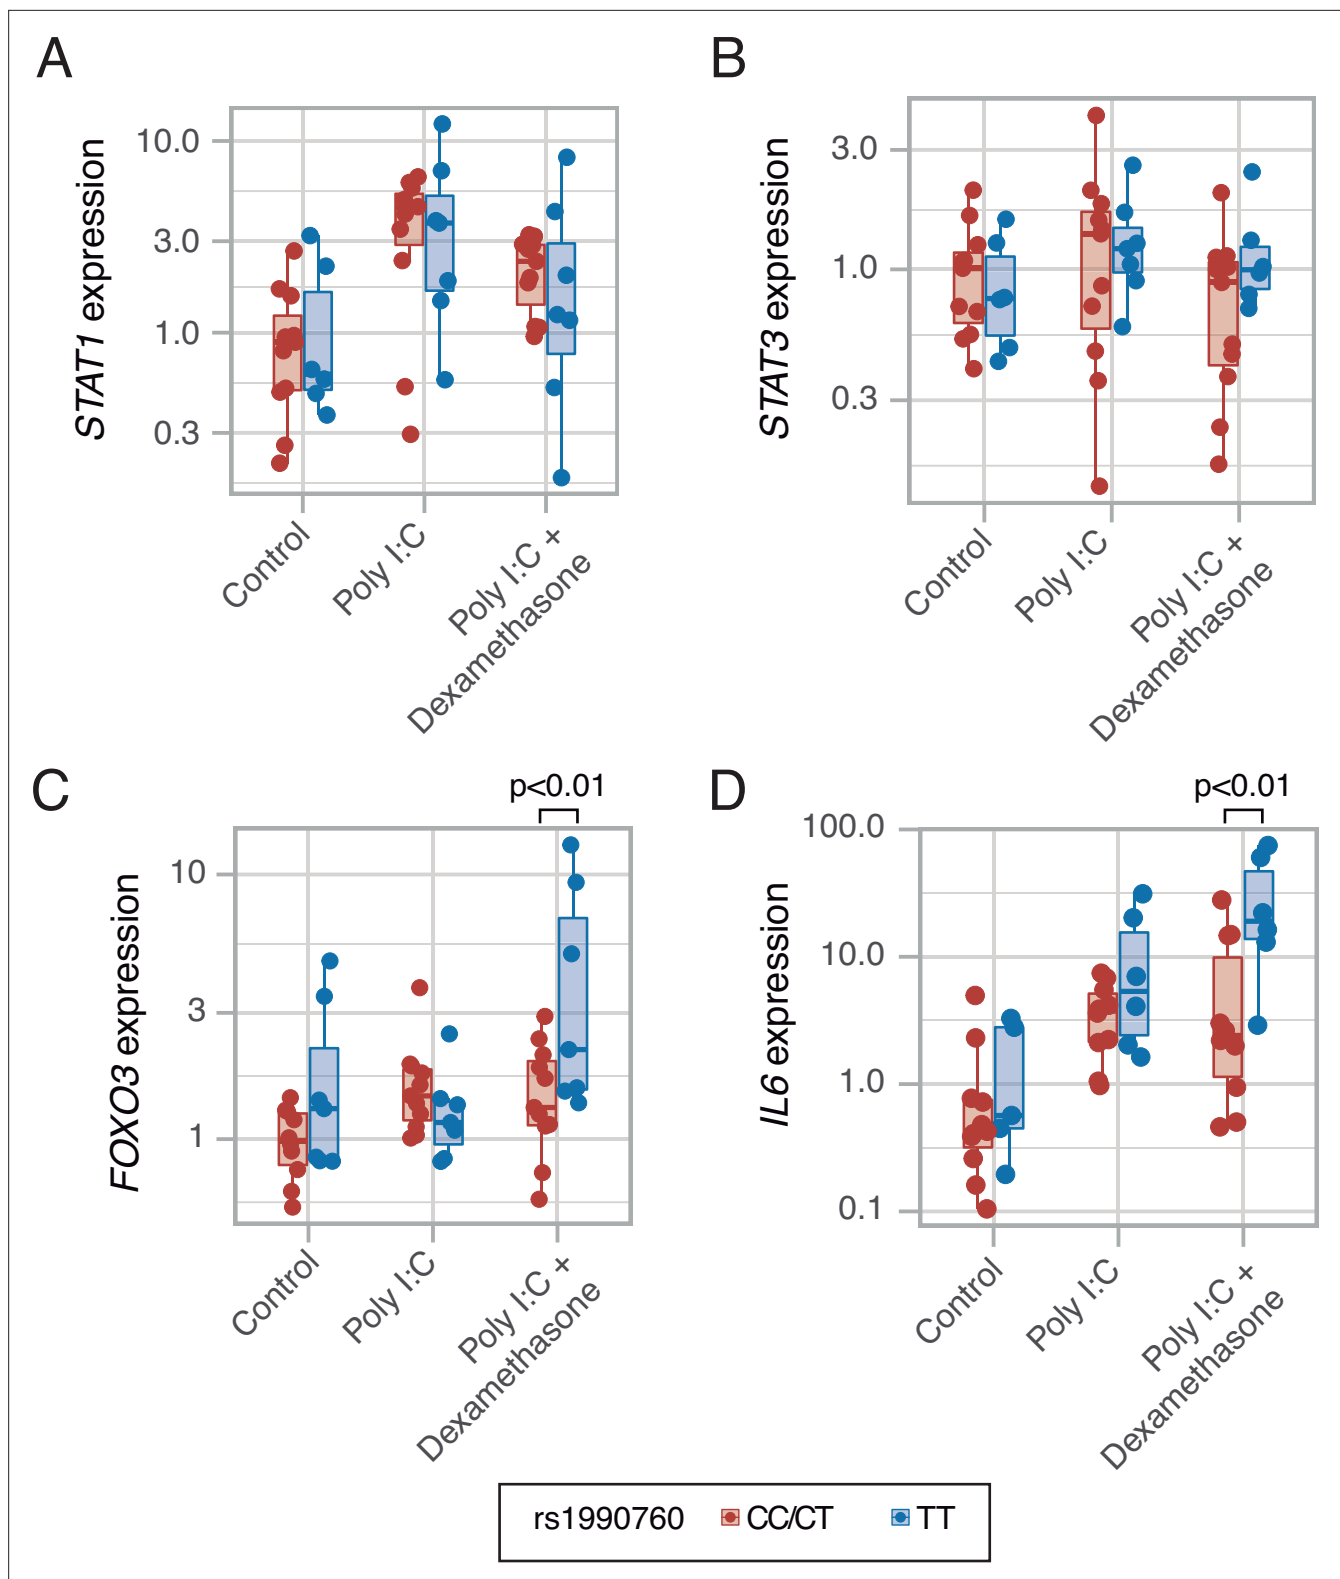 A
STAT1 expression
10.0
3.0
1.0
0.3
Control
Poly I:C
Poly I:C +
Dexamethasone
B
STAT3 expression
3.0
1.0
0.3
Control
Poly I:C
Poly I:C +
Dexamethasone
C
p<0.01
FOXO3 expression
10
3
1
Control
Poly I:C
Poly I:C +
Dexamethasone
D
p<0.01
IL6 expression
100.0
10.0
1.0
0.1
Control
Poly I:C
Poly I:C +
Dexamethasone
rs1990760 CC/CT TT